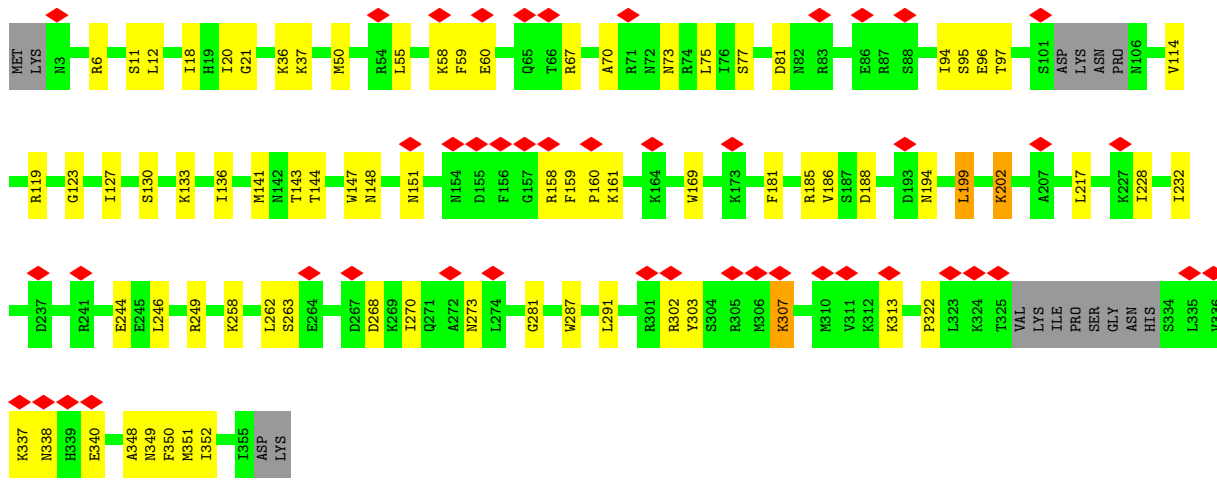 MET LYS N3 R6 S11 L12 I18 H19 I20 G21 K36 K37 M50 R54 L55 K58 F59 E60 Q65 T66 R67 A70 R71 N72 N73 R74 L75 I76 S77 D81 N82 R83 E86 R87 S88 I94 S95 E96 T97 S101 ASP LYS ASN PRO N106 V114
R119 G123 I127 S130 K133 I136 M141 N142 T143 T144 W147 N148 N151 N154 D155 F156 G157 R158 F159 P160 K161 K164 W169 K173 F181 R185 V186 S187 D188 D193 N194 L199 K202 A207 L217 K227 I228 I232
D237 R241 E244 E245 L246 R249 K258 L262 S263 E264 D267 D268 K269 I270 Q271 A272 N273 L274 G281 W287 L291 R301 R302 Y303 S304 R305 M306 K307 M310 V311 K312 K313 P322 L323 K324 T325 VAL LYS ILE PRO SER GLY ASN HIS S334 L335 V336
K337 N338 H339 E340 A348 N349 F350 M351 I352 I355 ASP LYS